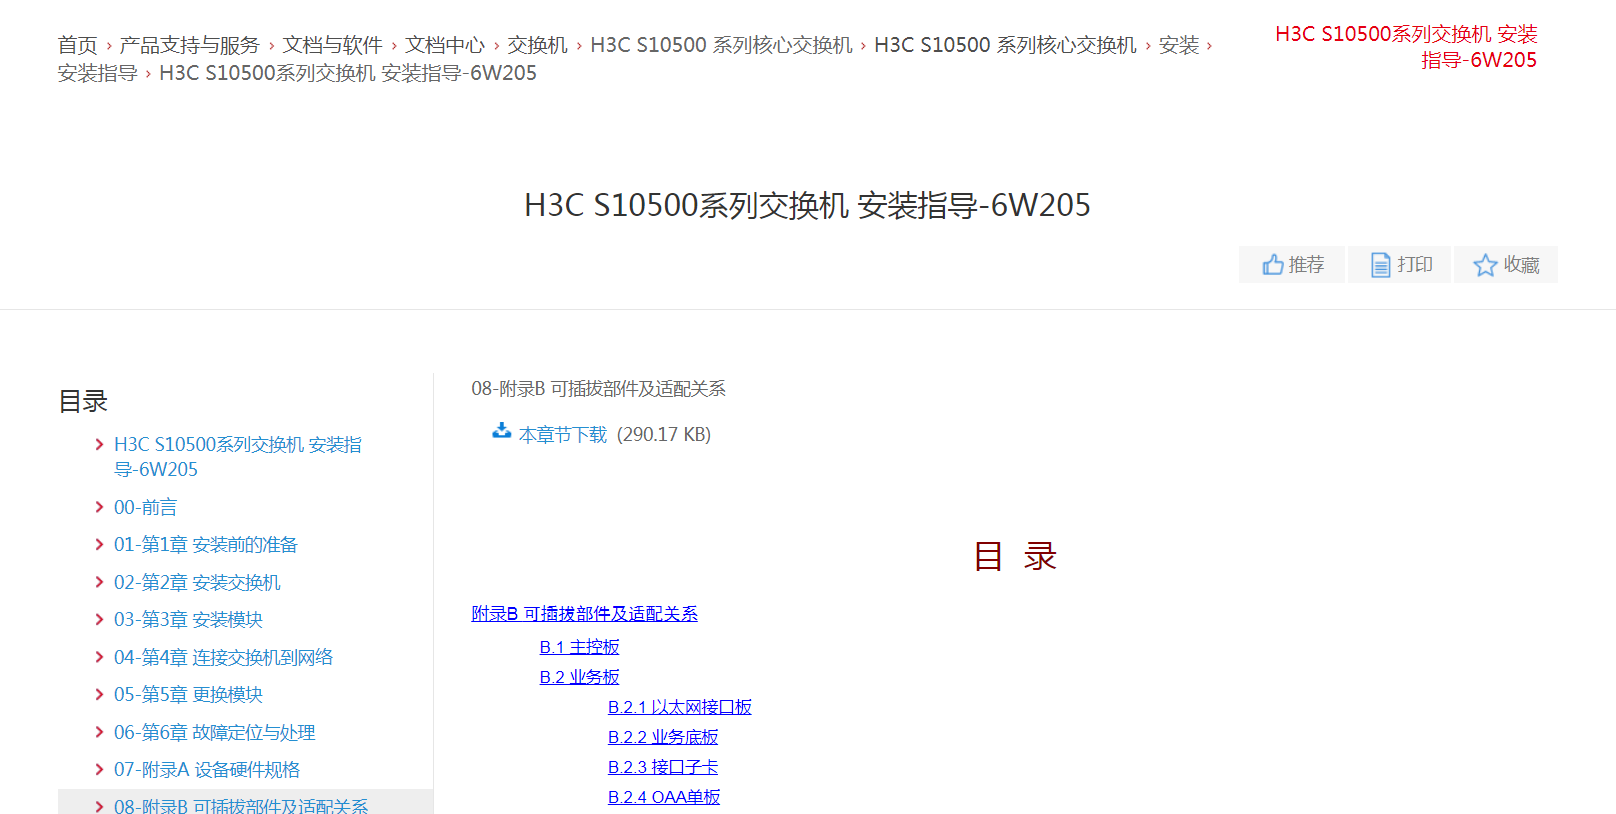 首页 › 产品支持与服务 › 文档与软件 › 文档中心 › 交换机 › H3C S10500 系列核心交换机 › H3C S10500 系列核心交换机 › 安装 ›
安装指导 › H3C S10500系列交换机 安装指导-6W205
H3C S10500系列交换机 安装
指导-6W205
H3C S10500系列交换机 安装指导-6W205
推荐
打印
收藏
目录
H3C S10500系列交换机 安装指
导-6W205
00-前言
01-第1章 安装前的准备
02-第2章 安装交换机
03-第3章 安装模块
04-第4章 连接交换机到网络
05-第5章 更换模块
06-第6章 故障定位与处理
07-附录A 设备硬件规格
08-附录B 可插拔部件及适配关系
08-附录B 可插拔部件及适配关系
本章节下载 (290.17 KB)
目 录
附录B 可插拔部件及适配关系
B.1 主控板
B.2 业务板
B.2.1 以太网接口板
B.2.2 业务底板
B.2.3 接口子卡
B.2.4 OAA单板